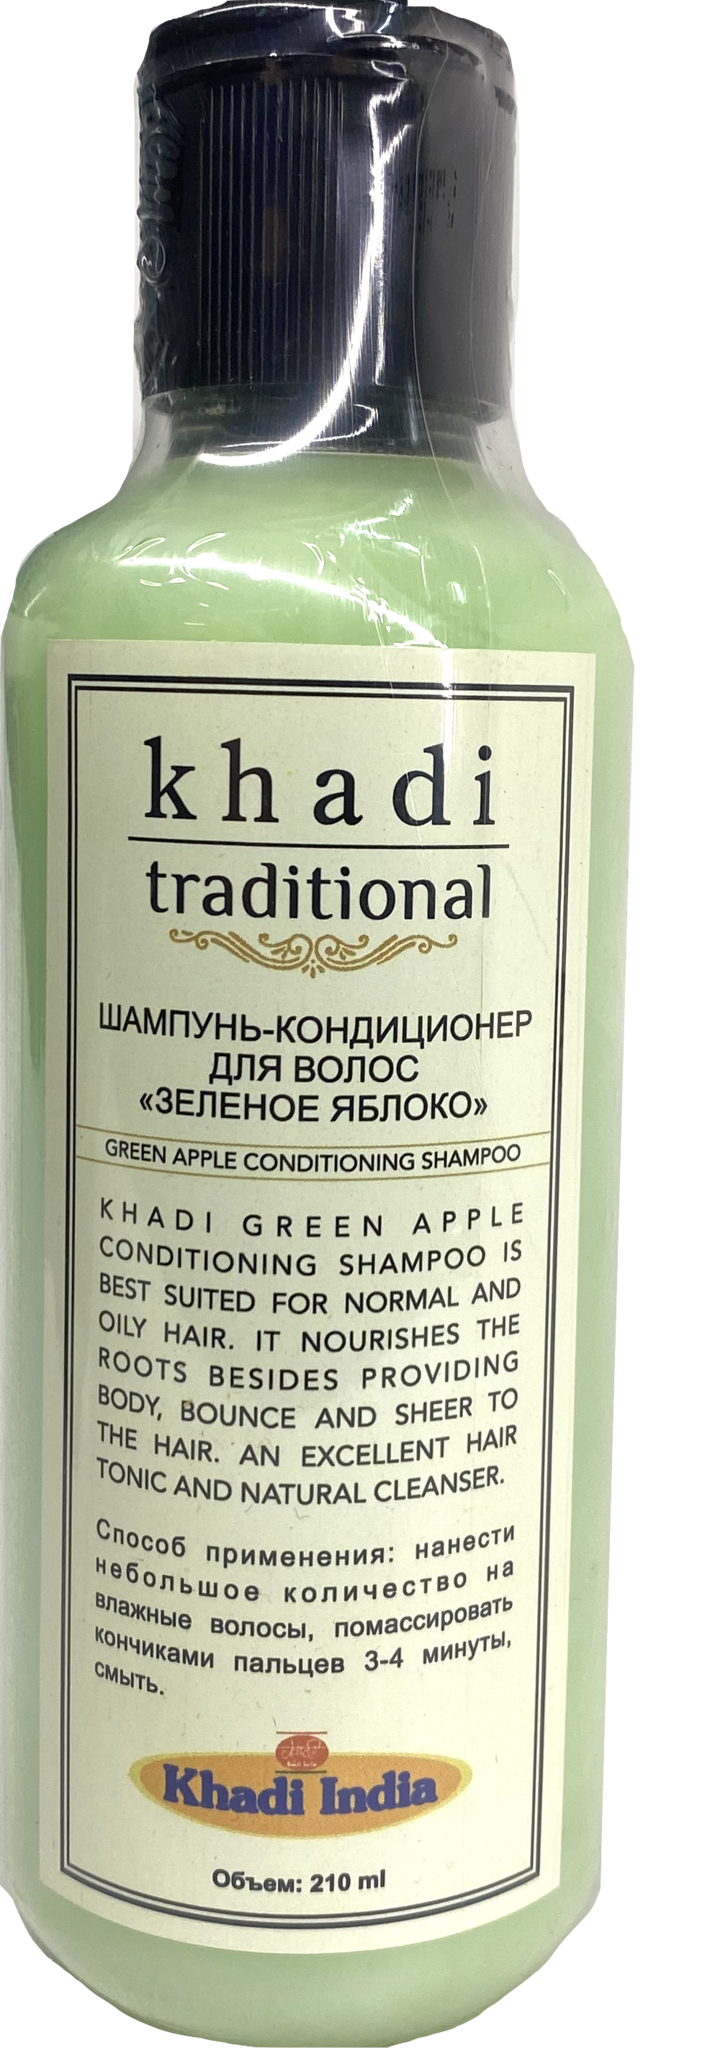 khadi
traditional
ШАМПУНЬ-КОНДИЦИОНЕР
ДЛЯ ВОЛОС
«ЗЕЛЕНОЕ ЯБЛОКО»
GREEN APPLE CONDITIONING SHAMPOO
KHADI GREEN APPLE
CONDITIONING SHAMPOO IS
BEST SUITED FOR NORMAL AND
OILY HAIR. IT NOURISHES THE
ROOTS BESIDES PROVIDING
BODY, BOUNCE AND SHEER TO
THE HAIR. AN EXCELLENT HAIR
TONIC AND NATURAL CLEANSER.
Способ применения: нанести
небольшое количество на
влажные волосы, помассировать
кончиками пальцев 3-4 минуты,
смыть.
Khadi India
Объем: 210 ml